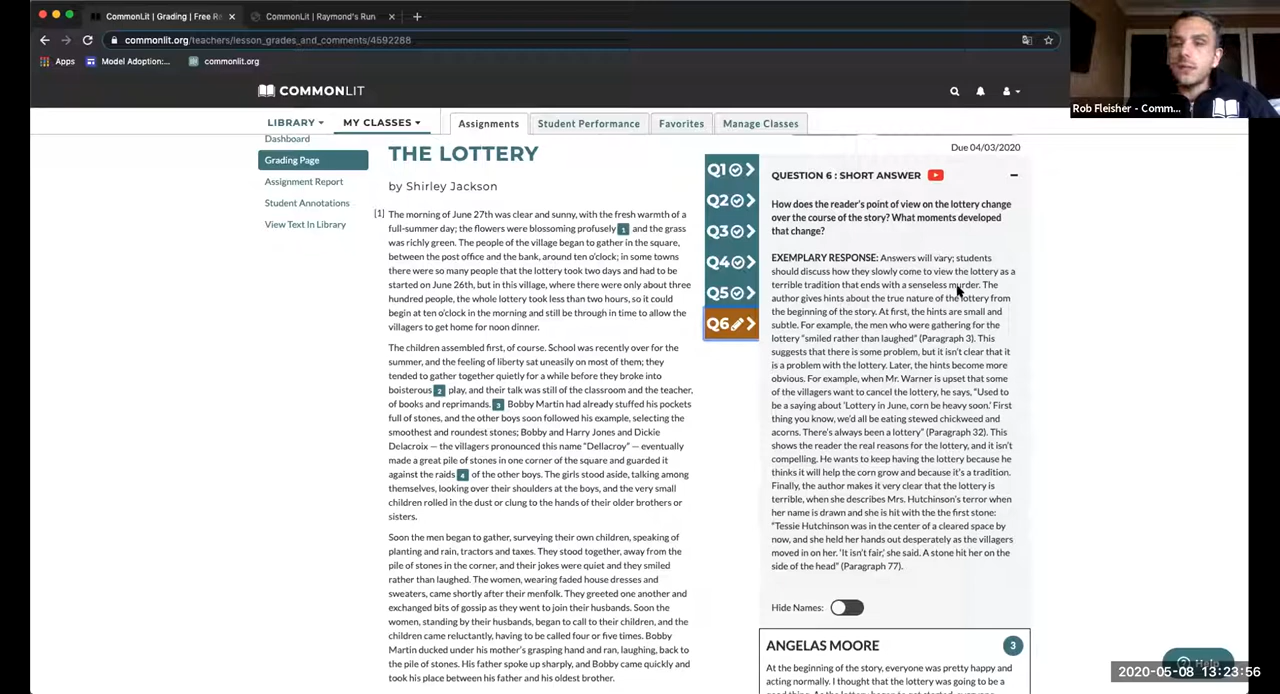 CommonLit | Grading | Free Re
CommonLit | Raymond's Run
commonlit.org/teachers/lesson_grades_and_comments/4592288
Apps
Model Adoption:...
commonlit.org
COMMONLIT
LIBRARY
MY CLASSES
Assignments
Student Performance
Favorites
Manage Classes
Dashboard
Grading Page
Assignment Report
Student Annotations
View Text In Library
THE LOTTERY
by Shirley Jackson
[1] The morning of June 27th was clear and sunny, with the fresh warmth of a
full-summer day; the flowers were blossoming profusely 1 and the grass
was richly green. The people of the village began to gather in the square,
between the post office and the bank, around ten o'clock; in some towns
there were so many people that the lottery took two days and had to be
started on June 26th, but in this village, where there were only about three
hundred people, the whole lottery took less than two hours, so it could
begin at ten o'clock in the morning and still be through in time to allow the
villagers to get home for noon dinner.
The children assembled first, of course. School was recently over for the
summer, and the feeling of liberty sat uneasily on most of them; they
tended to gather together quietly for a while before they broke into
boisterous 2 play, and their talk was still of the classroom and the teacher,
of books and reprimands. 3 Bobby Martin had already stuffed his pockets
full of stones, and the other boys soon followed his example, selecting the
smoothest and roundest stones; Bobby and Harry Jones and Dickie
Delacroix — the villagers pronounced this name "Dellacroy" — eventually
made a great pile of stones in one corner of the square and guarded it
against the raids 4 of the other boys. The girls stood aside, talking among
themselves, looking over their shoulders at the boys, and the very small
children rolled in the dust or clung to the hands of their older brothers or
sisters.
Soon the men began to gather, surveying their own children, speaking of
planting and rain, tractors and taxes. They stood together, away from the
pile of stones in the corner, and their jokes were quiet and they smiled
rather than laughed. The women, wearing faded house dresses and
sweaters, came shortly after their menfolk. They greeted one another and
exchanged bits of gossip as they went to join their husbands. Soon the
women, standing by their husbands, began to call to their children, and the
children came reluctantly, having to be called four or five times. Bobby
Martin ducked under his mother's grasping hand and ran, laughing, back to
the pile of stones. His father spoke up sharply, and Bobby came quickly and
took his place between his father and his oldest brother.
Q1
Q2
Q3
Q4
Q5
Q6
Due 04/03/2020
QUESTION 6 : SHORT ANSWER
How does the reader's point of view on the lottery change
over the course of the story? What moments developed
that change?
EXEMPLARY RESPONSE: Answers will vary; students
should discuss how they slowly come to view the lottery as a
terrible tradition that ends with a senseless murder. The
author gives hints about the true nature of the lottery from
the beginning of the story. At first, the hints are small and
subtle. For example, the men who were gathering for the
lottery "smiled rather than laughed" (Paragraph 3). This
suggests that there is some problem, but it isn't clear that it
is a problem with the lottery. Later, the hints become more
obvious. For example, when Mr. Warner is upset that some
of the villagers want to cancel the lottery, he says, "Used to
be a saying about 'Lottery in June, corn be heavy soon.' First
thing you know, we'd all be eating stewed chickweed and
acorns. There's always been a lottery" (Paragraph 32). This
shows the reader the real reasons for the lottery, and it isn't
compelling. He wants to keep having the lottery because he
thinks it will help the corn grow and because it's a tradition.
Finally, the author makes it very clear that the lottery is
terrible, when she describes Mrs. Hutchinson's terror when
her name is drawn and she is hit with the the first stone:
"Tessie Hutchinson was in the center of a cleared space by
now, and she held her hands out desperately as the villagers
moved in on her. 'It isn't fair,' she said. A stone hit her on the
side of the head" (Paragraph 77).
Hide Names:
ANGELAS MOORE
3
At the beginning of the story, everyone was pretty happy and
acting normally. I thought that the lottery was going to be a
Help
Rob Fleisher - Comm...
2020-05-08 13:23:56